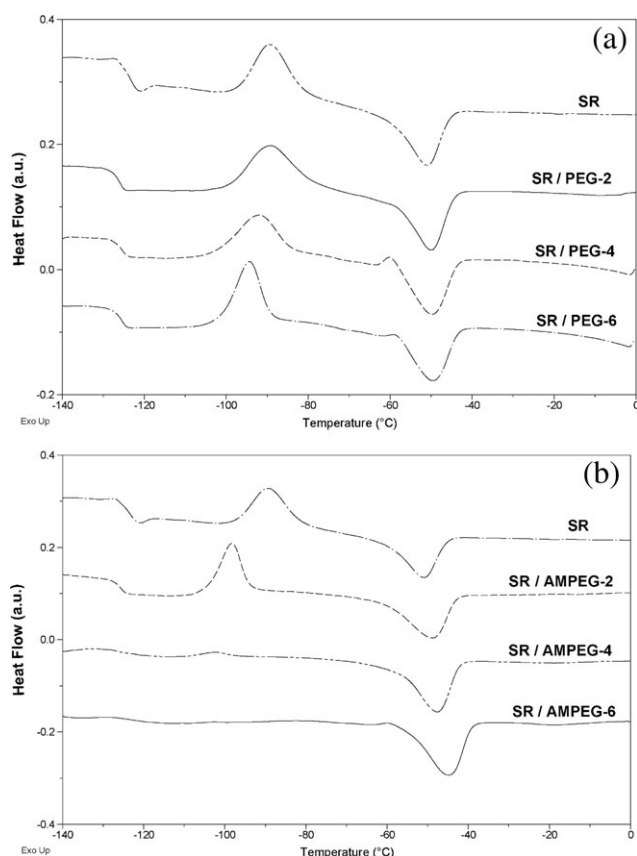 (a)
0.4
SR
0.2
SR / PEG-2
Heat Flow (a.u.)
SR / PEG-4
0.0
SR / PEG-6
-0.2
-140 -120 -100 -80 -60 -40 -20 0
Exo Up
Temperature (°C)
(b)
0.4
SR
0.2
SR / AMPEG-2
Heat Flow (a.u.)
0.0
SR / AMPEG-4
SR / AMPEG-6
-0.2
-0.4
-140 -120 -100 -80 -60 -40 -20 0
Exo Up
Temperature (°C)